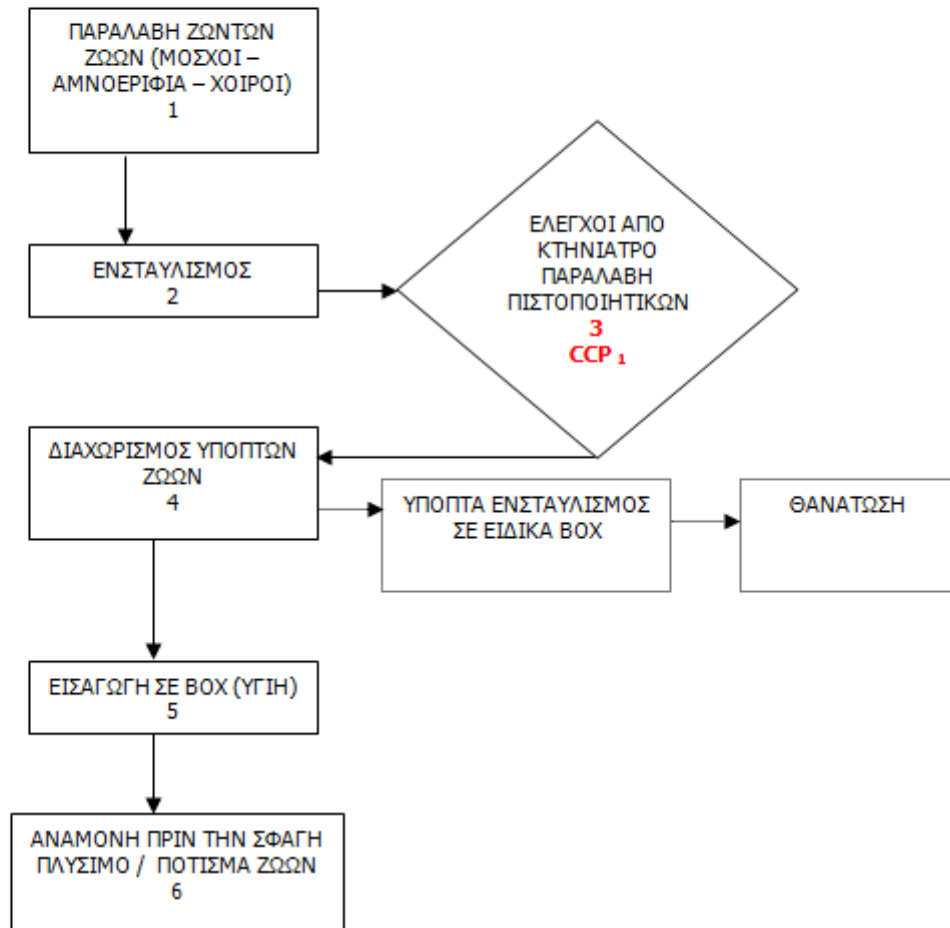 ΠΑΡΑΛΑΒΗ ΖΩΝΤΩΝ
ΖΩΩΝ (ΜΟΣΧΟΙ –
ΑΜΝΟΕΡΙΦΙΑ – ΧΟΙΡΟΙ)
1
ΕΝΣΤΑΥΛΙΣΜΟΣ
2
ΕΛΕΓΧΟΙ ΑΠΟ
ΚΤΗΝΙΑΤΡΟ
ΠΑΡΑΛΑΒΗ
ΠΙΣΤΟΠΟΙΗΤΙΚΩΝ
3
CCP 1
ΔΙΑΧΩΡΙΣΜΟΣ ΥΠΟΠΤΩΝ
ΖΩΩΝ
4
ΥΠΟΠΤΑ ΕΝΣΤΑΥΛΙΣΜΟΣ
ΣΕ ΕΙΔΙΚΑ BOX
ΘΑΝΑΤΩΣΗ
ΕΙΣΑΓΩΓΗ ΣΕ BOX (ΥΓΙΗ)
5
ΑΝΑΜΟΝΗ ΠΡΙΝ ΤΗΝ ΣΦΑΓΗ
ΠΛΥΣΙΜΟ / ΠΟΤΙΣΜΑ ΖΩΩΝ
6